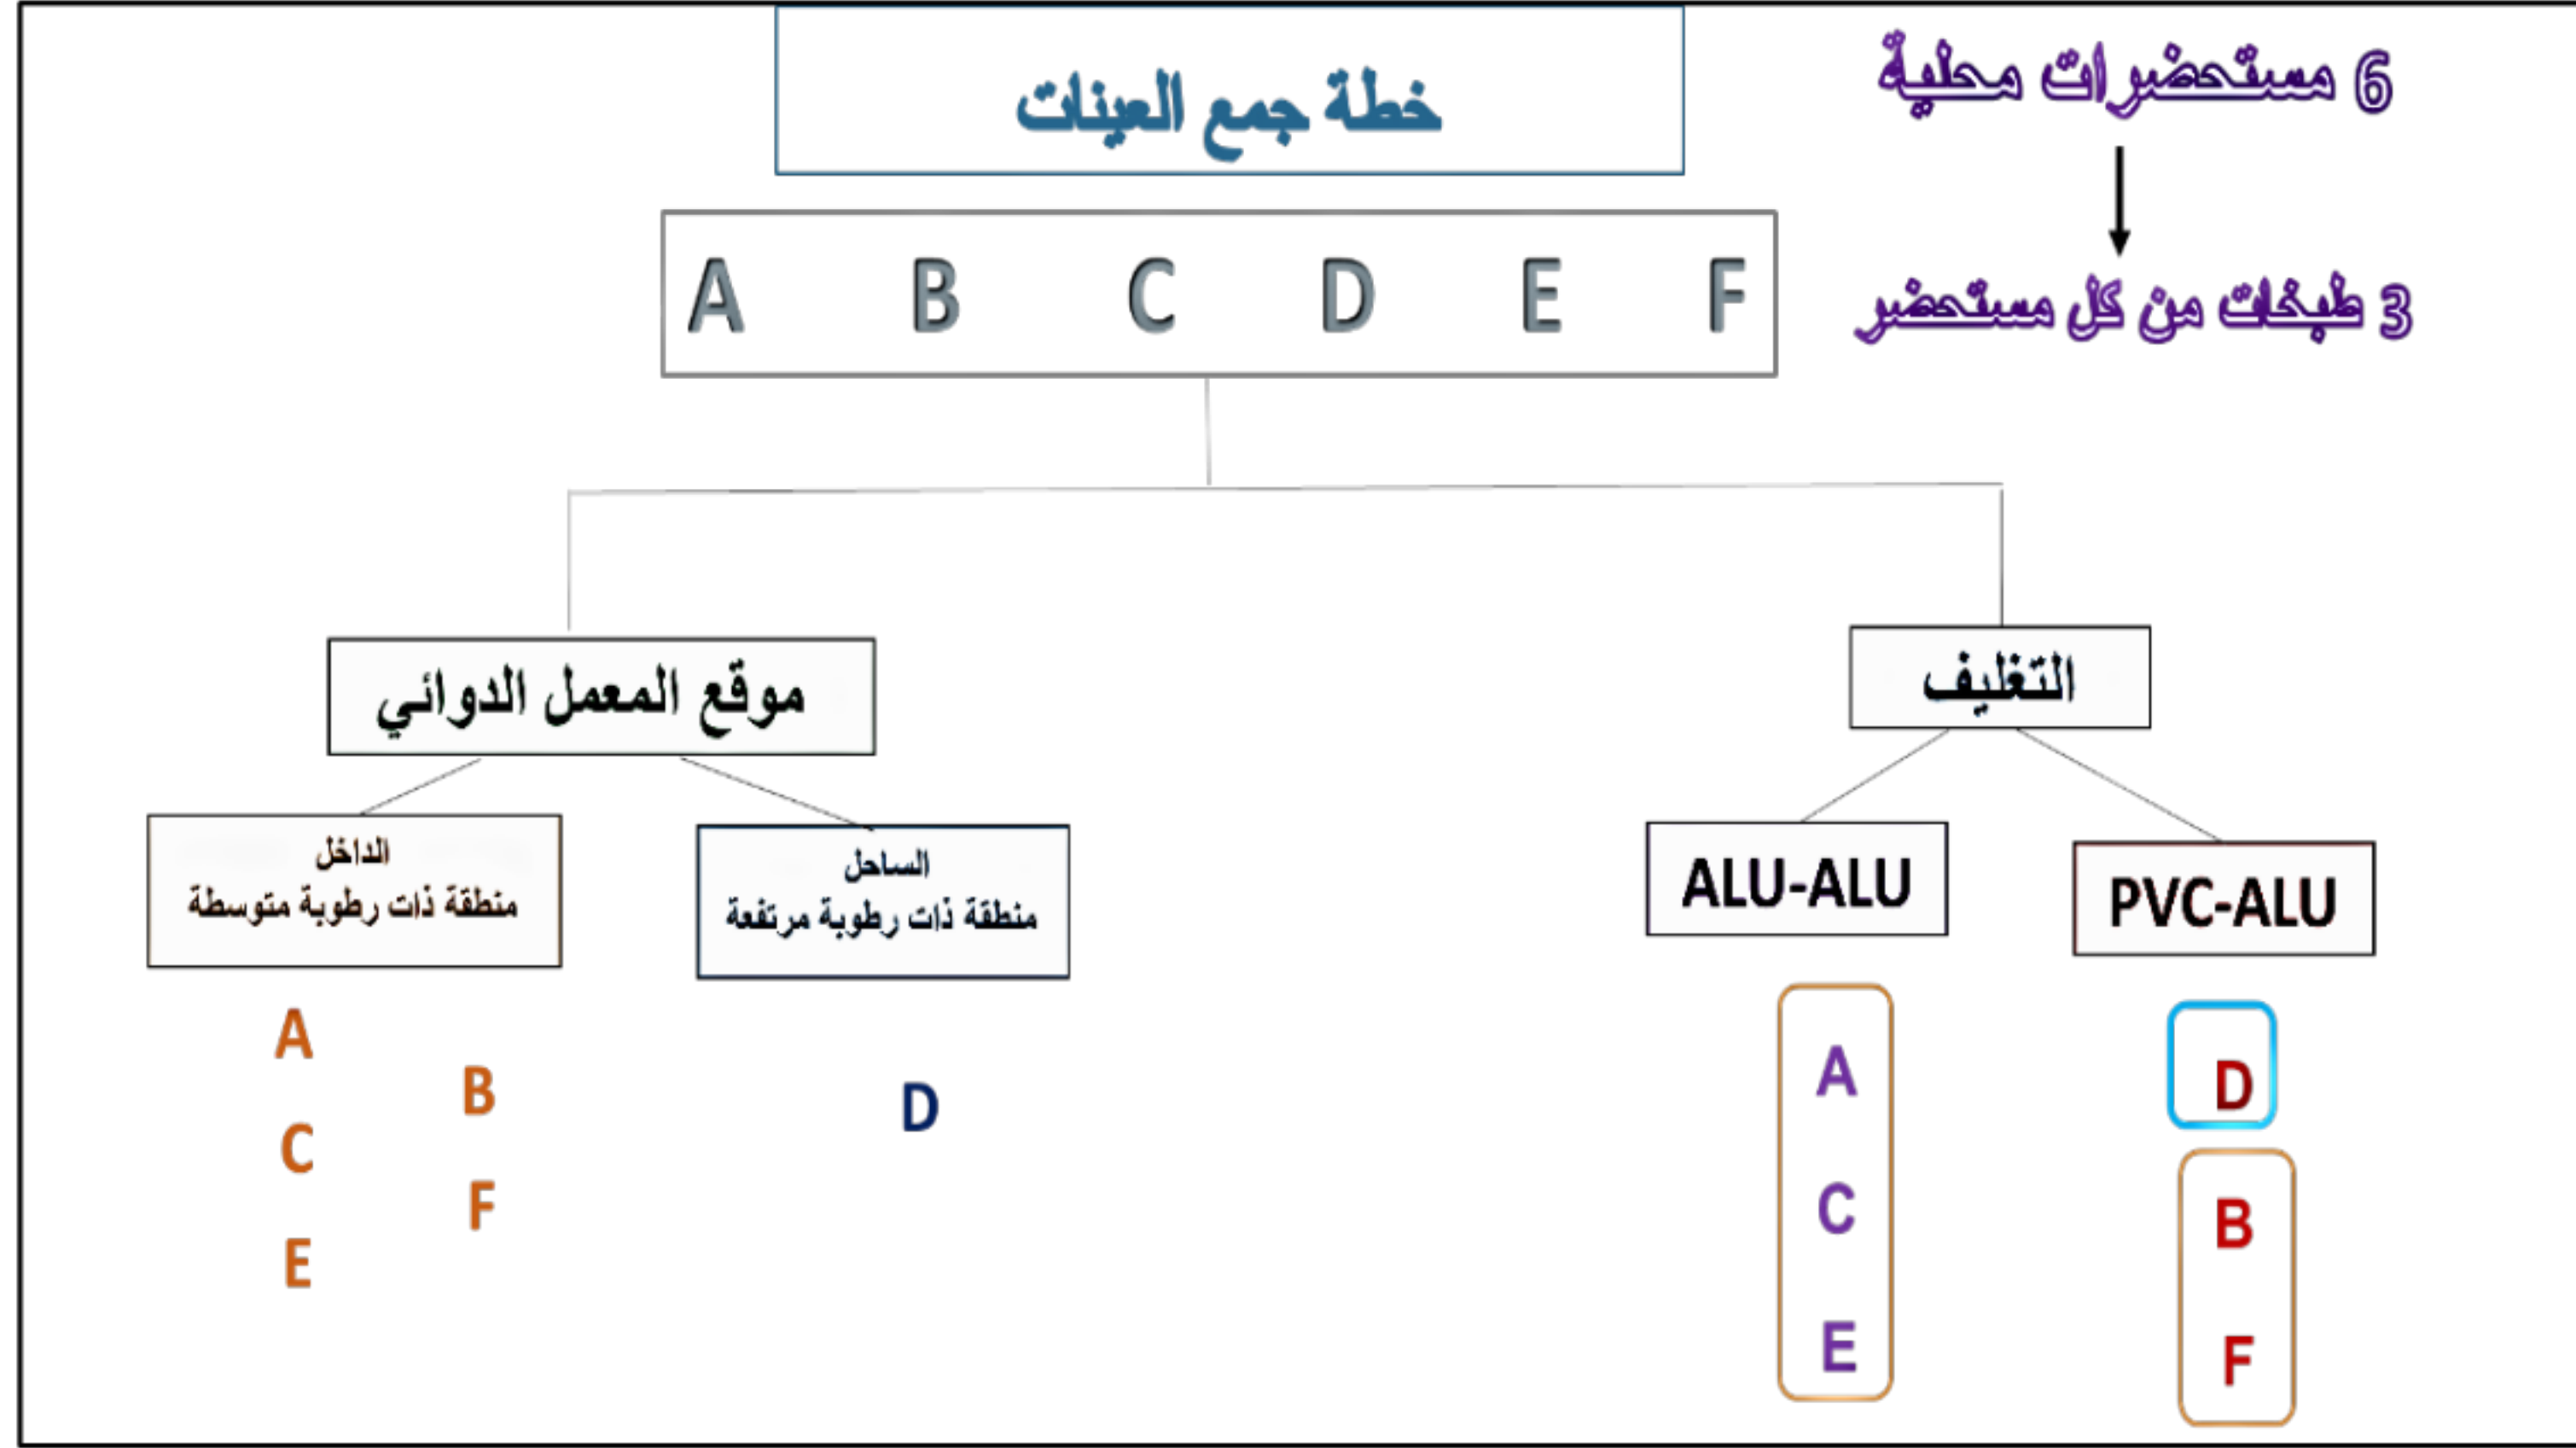 خطة جمع العينات
6 مستحضرات محلية
3 طبخات من كل مستحضر
A B C D E F
التغليف
PVC-ALU
D
B
F
ALU-ALU
A
C
E
موقع المعمل الدوائي
الساحل
منطقة ذات رطوبة مرتفعة
D
الداخل
منطقة ذات رطوبة متوسطة
A
B
C
F
E